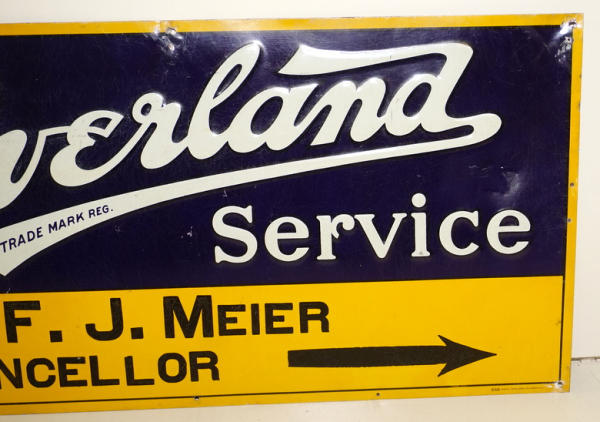 verland
TRADE MARK REG.
Service
F. J. MEIER
NCELLOR